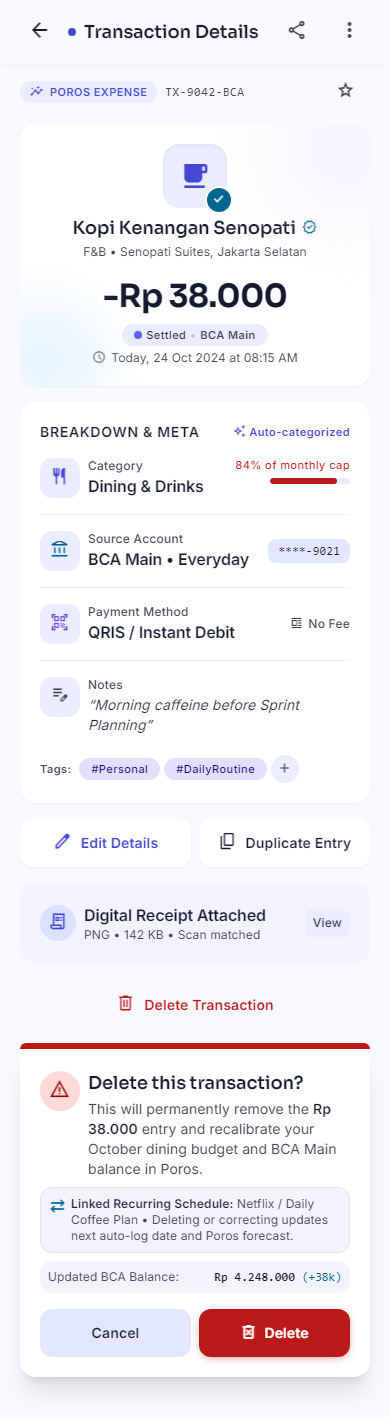 Transaction Details
POROS EXPENSE TX-9042-BCA
Kopi Kenangan Senopati
F&B • Senopati Suites, Jakarta Selatan
-Rp 38.000
Settled • BCA Main
Today, 24 Oct 2024 at 08:15 AM
BREAKDOWN & META Auto-categorized
Category 84% of monthly cap
Dining & Drinks
Source Account
BCA Main • Everyday ****-9021
Payment Method
QRIS / Instant Debit No Fee
Notes
“Morning caffeine before Sprint
Planning”
Tags: #Personal #DailyRoutine +
Edit Details Duplicate Entry
Digital Receipt Attached View
PNG • 142 KB • Scan matched
Delete Transaction
Delete this transaction?
This will permanently remove the Rp
38.000 entry and recalibrate your
October dining budget and BCA Main
balance in Poros.
Linked Recurring Schedule: Netflix / Daily
Coffee Plan • Deleting or correcting updates
next auto-log date and Poros forecast.
Updated BCA Balance: Rp 4.248.000 (+38k)
Cancel Delete